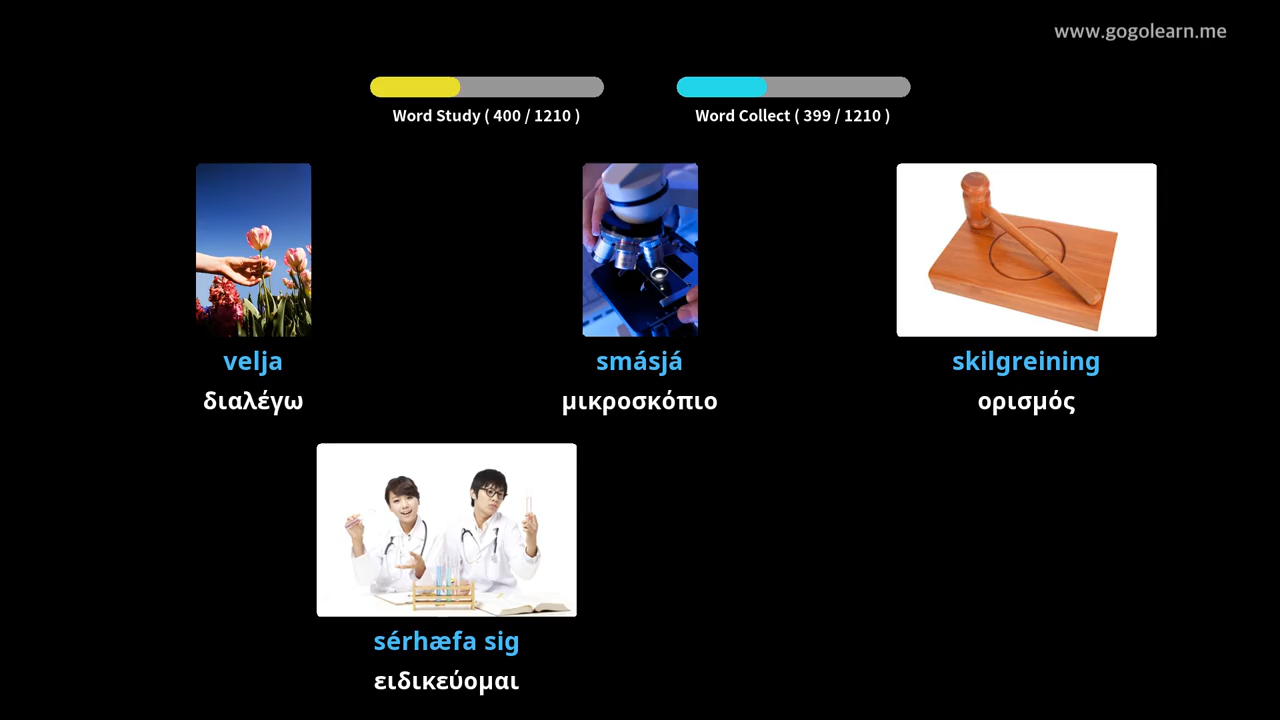 www.gogolearn.me
Word Study ( 400 / 1210 )
Word Collect ( 399 / 1210 )
velja
smásjá
skilgreining
διαλέγω
μικροσκόπιο
ορισμός
sérhæfa sig
ειδικεύομαι